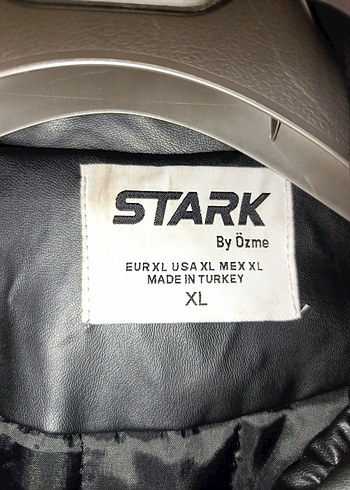 STARK
By Özme
EUR XL USA XL MEX XL
MADE IN TURKEY
XL